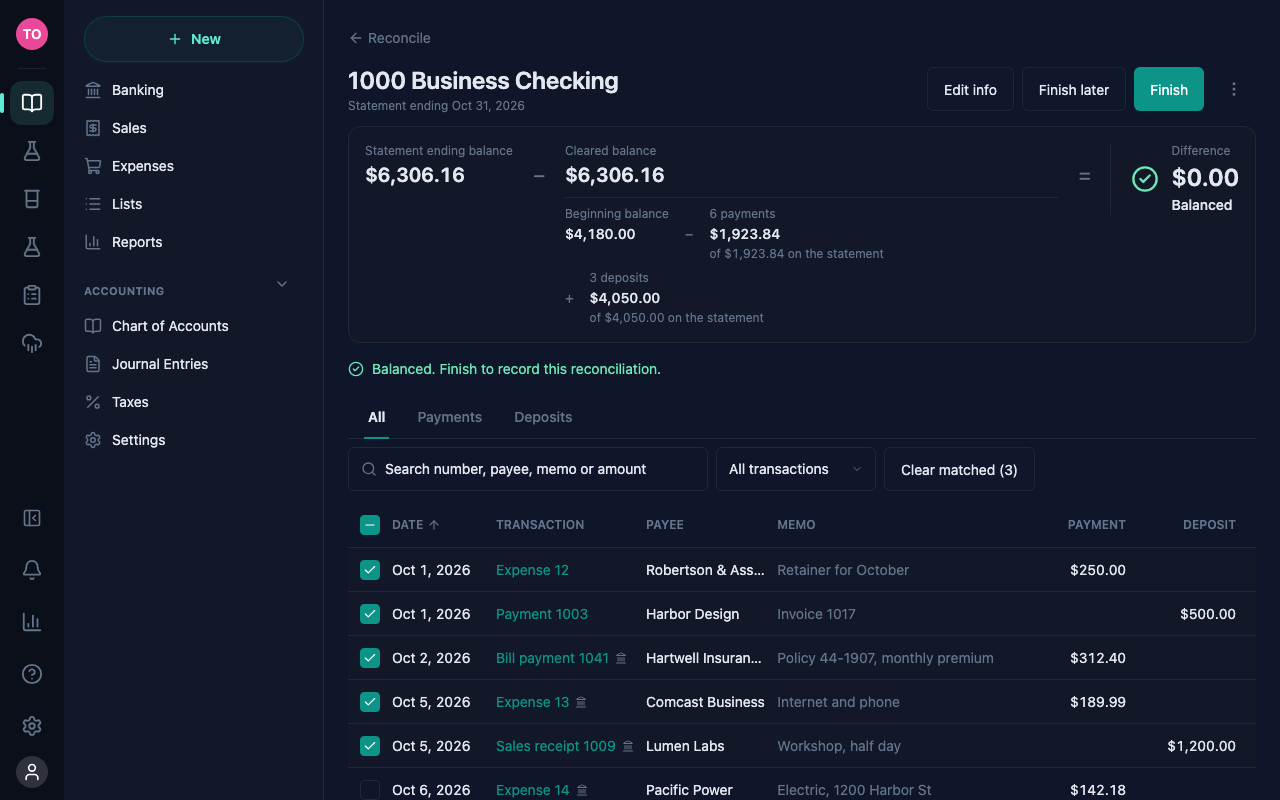 TO
New
Banking
Sales
Expenses
Lists
Reports
ACCOUNTING
Chart of Accounts
Journal Entries
Taxes
Settings
Reconcile
1000 Business Checking
Statement ending Oct 31, 2026
Edit info
Finish later
Finish
Statement ending balance
$6,306.16
–
Cleared balance
$6,306.16
=
Difference
$0.00
Balanced
Beginning balance
$4,180.00
–
6 payments
$1,923.84
of $1,923.84 on the statement
+
3 deposits
$4,050.00
of $4,050.00 on the statement
Balanced. Finish to record this reconciliation.
All Payments Deposits
Search number, payee, memo or amount
All transactions
Clear matched (3)
DATE TRANSACTION PAYEE MEMO PAYMENT DEPOSIT
Oct 1, 2026 Expense 12 Robertson & Ass... Retainer for October $250.00
Oct 1, 2026 Payment 1003 Harbor Design Invoice 1017 $500.00
Oct 2, 2026 Bill payment 1041 Hartwell Insuran... Policy 44-1907, monthly premium $312.40
Oct 5, 2026 Expense 13 Comcast Business Internet and phone $189.99
Oct 5, 2026 Sales receipt 1009 Lumen Labs Workshop, half day $1,200.00
Oct 6, 2026 Expense 14 Pacific Power Electric, 1200 Harbor St $142.18